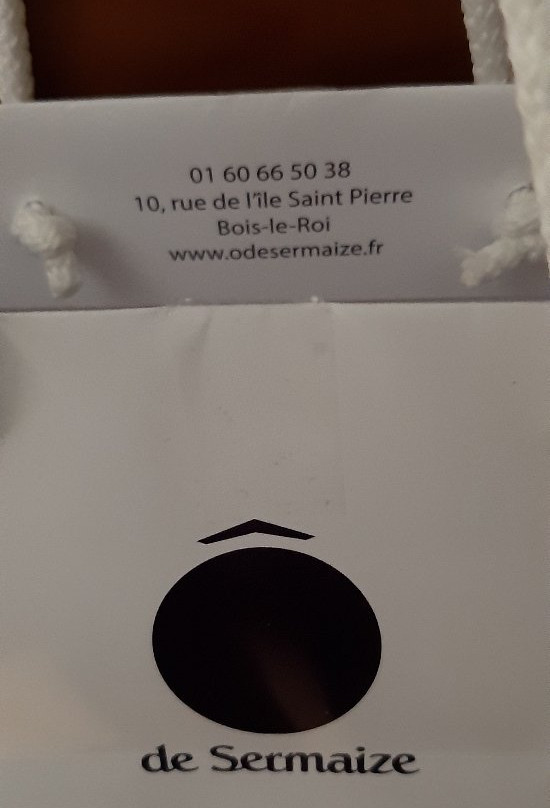 01 60 66 50 38
10, rue de l'île Saint Pierre
Bois-le-Roi
www.odesermaize.fr
Ô
de Sermaize